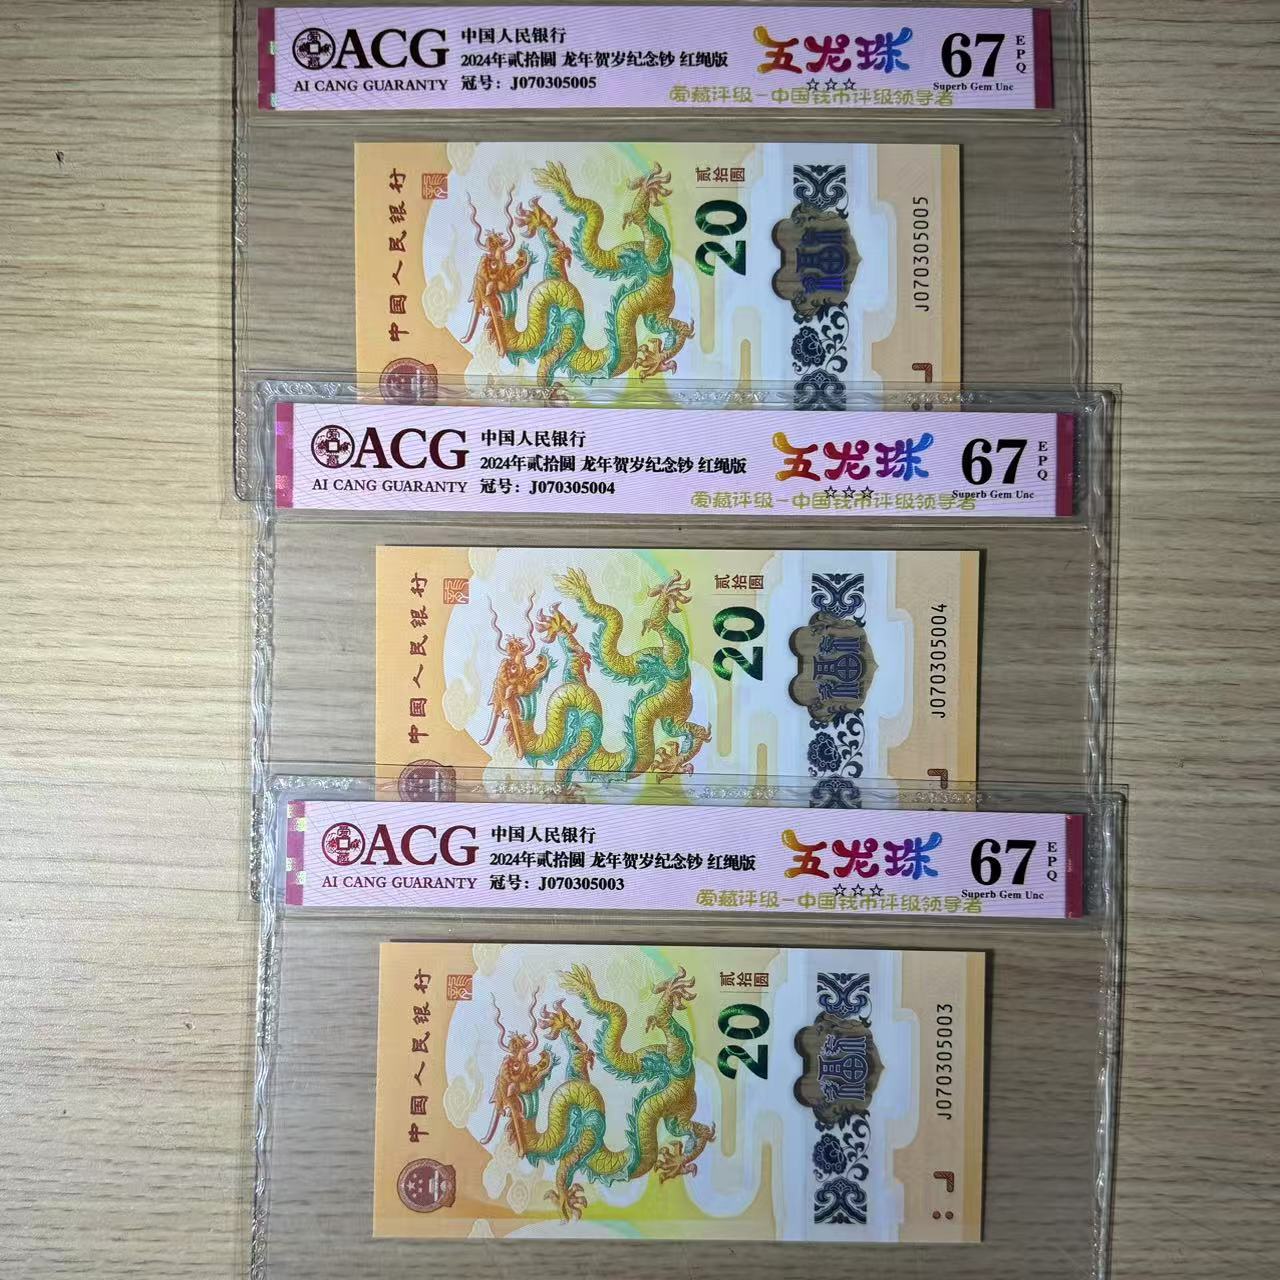 ACG
AI CANG GUARANTY
中国人民银行
2024年贰拾圆 龙年贺岁纪念钞 红绳版
冠号：J070305005
五龙珠
☆☆☆
爱藏评级－中国钱币评级领导者
67
EPQ
Superb Gem Unc
中国人民银行
贰拾圆
20
福
J070305005
ACG
AI CANG GUARANTY
中国人民银行
2024年贰拾圆 龙年贺岁纪念钞 红绳版
冠号：J070305004
五龙珠
☆☆☆
爱藏评级－中国钱币评级领导者
67
EPQ
Superb Gem Unc
中国人民银行
贰拾圆
20
福
J070305004
ACG
AI CANG GUARANTY
中国人民银行
2024年贰拾圆 龙年贺岁纪念钞 红绳版
冠号：J070305003
五龙珠
☆☆☆
爱藏评级－中国钱币评级领导者
67
EPQ
Superb Gem Unc
中国人民银行
贰拾圆
20
福
J070305003